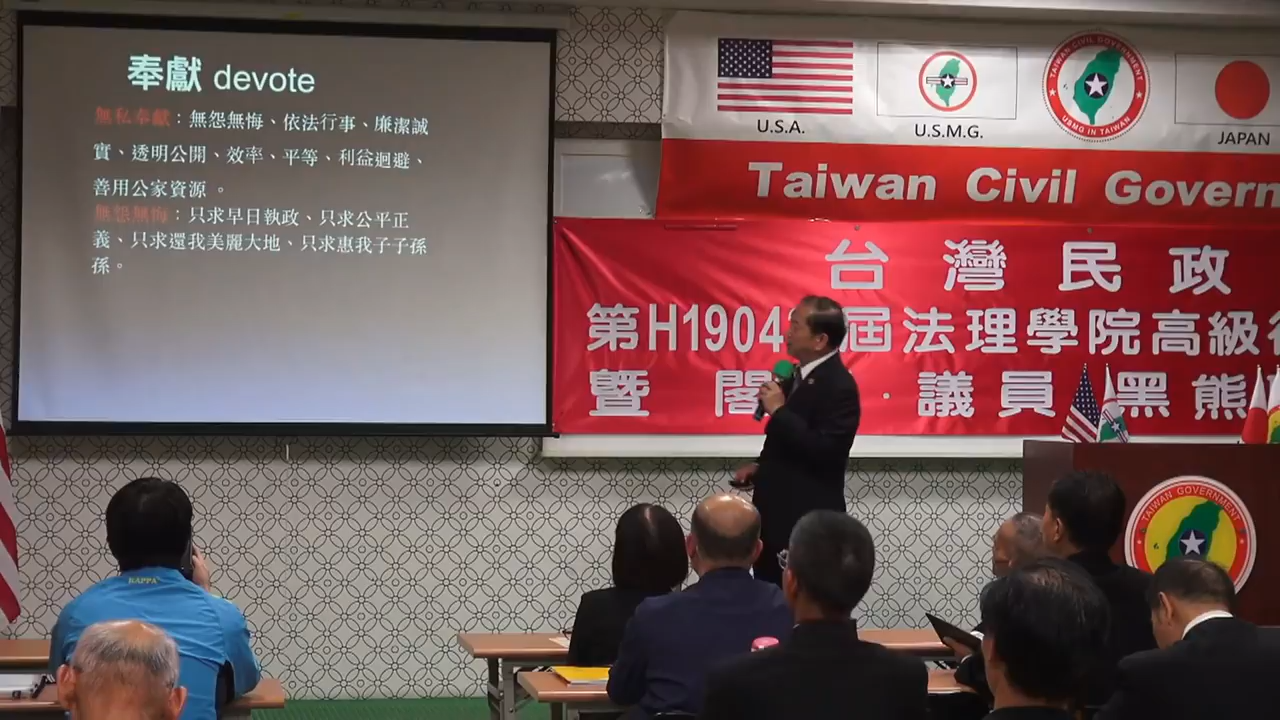 奉獻 devote
無私奉獻：無怨無悔、依法行事、廉潔誠
實、透明公開、效率、平等、利益迴避、
善用公家資源 。
無怨無悔：只求早日執政、只求公平正
義、只求還我美麗大地、只求惠我子子孫
孫。
U.S.A.
U.S.M.G.
TAIWAN CIVIL GOVERNMENT
USMG IN TAIWAN
JAPAN
Taiwan Civil Govern
台灣民政
第H1904 屆法理學院高級
暨 閣 · 議員 黑熊
TAIWAN GOVERNMENT
KAPPA